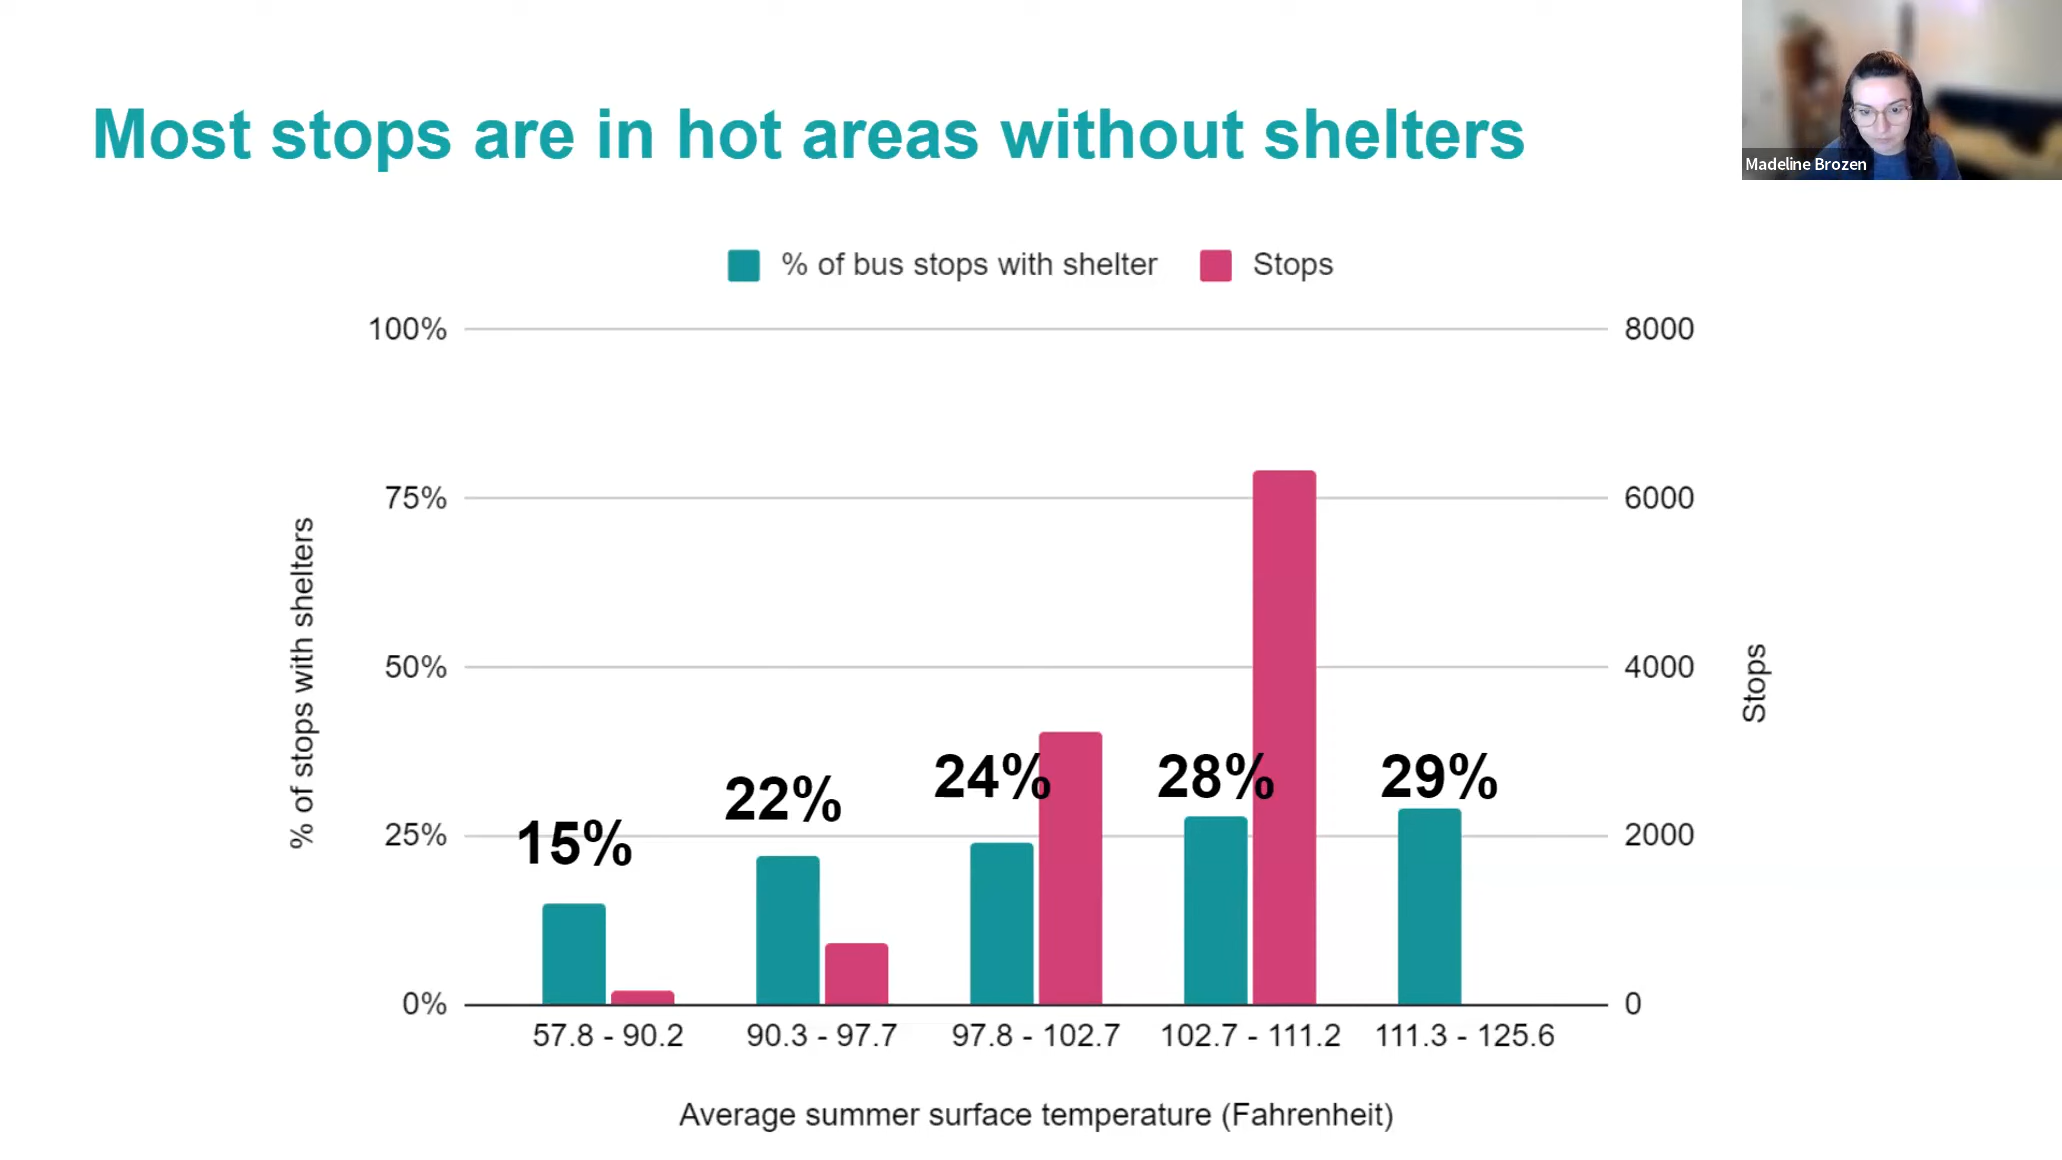 Most stops are in hot areas without shelters
Madeline Brozen
% of bus stops with shelter
Stops
100%
8000
75%
6000
50%
4000
25%
2000
0%
0
% of stops with shelters
Stops
15%
22%
24%
28%
29%
57.8 - 90.2
90.3 - 97.7
97.8 - 102.7
102.7 - 111.2
111.3 - 125.6
Average summer surface temperature (Fahrenheit)